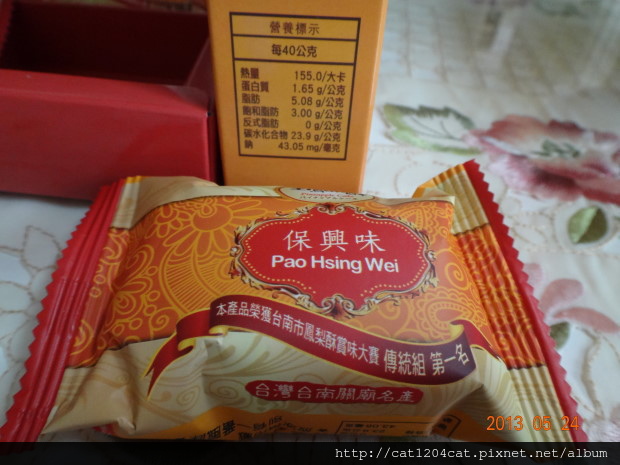 營養標示
每40公克
熱量 155.0/大卡
蛋白質 1.65 g/公克
脂肪 5.08 g/公克
飽和脂肪 3.00 g/公克
反式脂肪 0 g/公克
碳水化合物 23.9 g/公克
鈉 43.05 mg/毫克
保興味
Pao Hsing Wei
本產品榮獲台南市鳳梨酥賞味大賽 傳統組 第一名
台灣台南關廟名產
2013 05 24
http://cat1204cat.pixnet.net/album